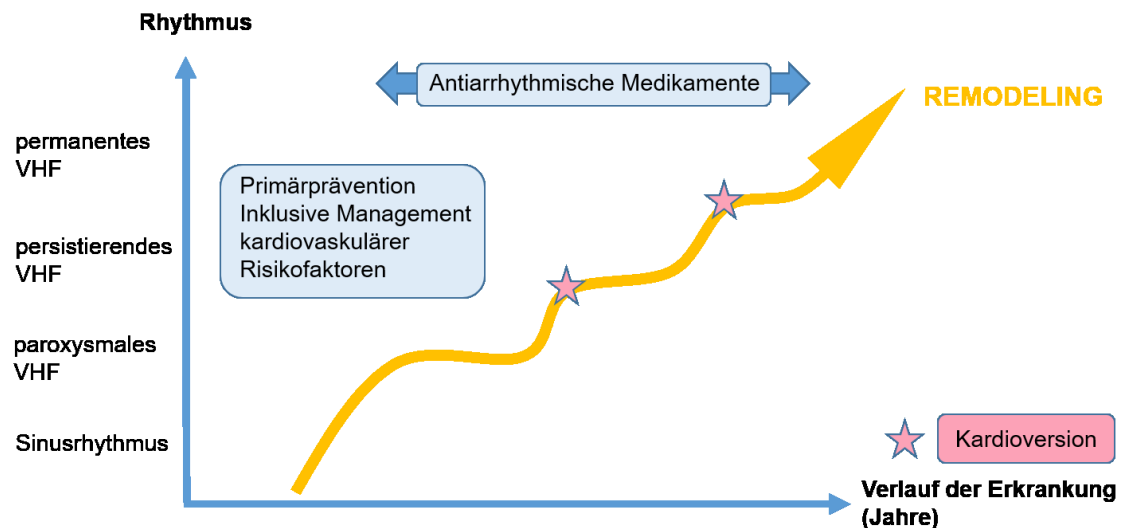 Rhythmus
Antiarrhythmische Medikamente
REMODELING
permanentes
VHF
Primärprävention
Inklusive Management
kardiovaskulärer
Risikofaktoren
persistierendes
VHF
paroxysmales
VHF
Sinusrhythmus
Kardioversion
Verlauf der Erkrankung
(Jahre)